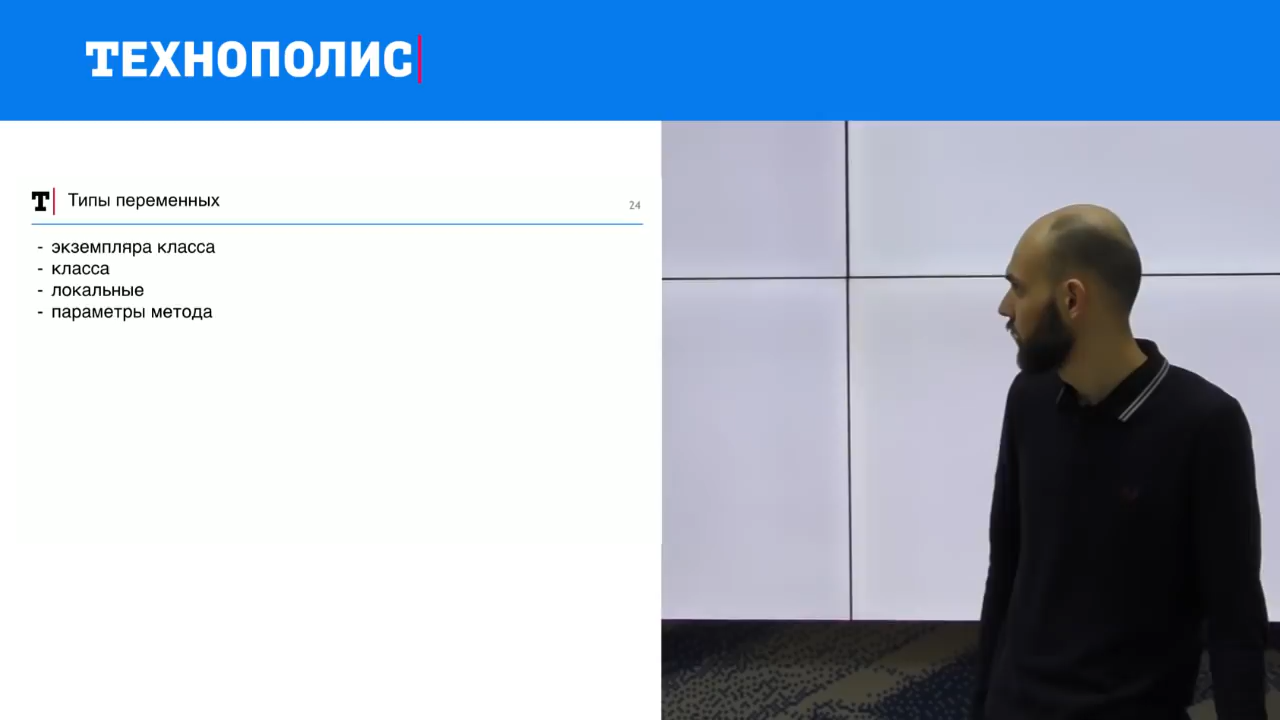 ТЕХНОПОЛИС
Т Типы переменных 24
- экземпляра класса
- класса
- локальные
- параметры метода